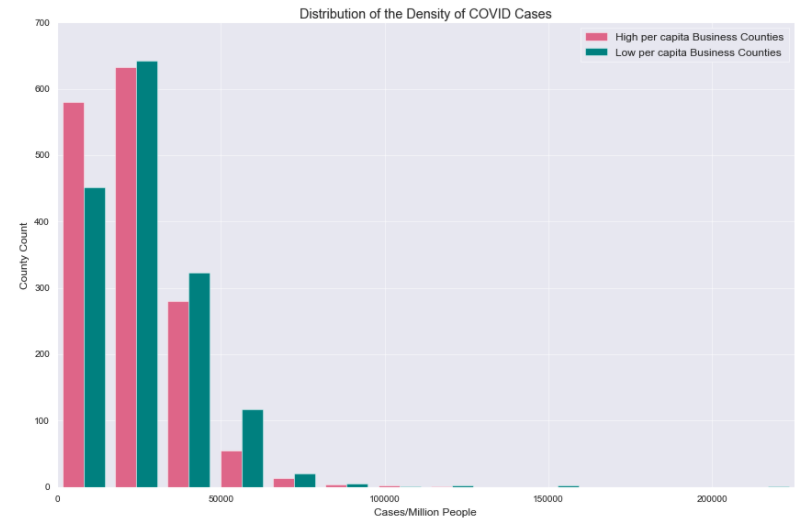 Distribution of the Density of COVID Cases
High per capita Business Counties
Low per capita Business Counties
700
600
500
400
300
200
100
0
County Count
0 50000 100000 150000 200000
Cases/Million People